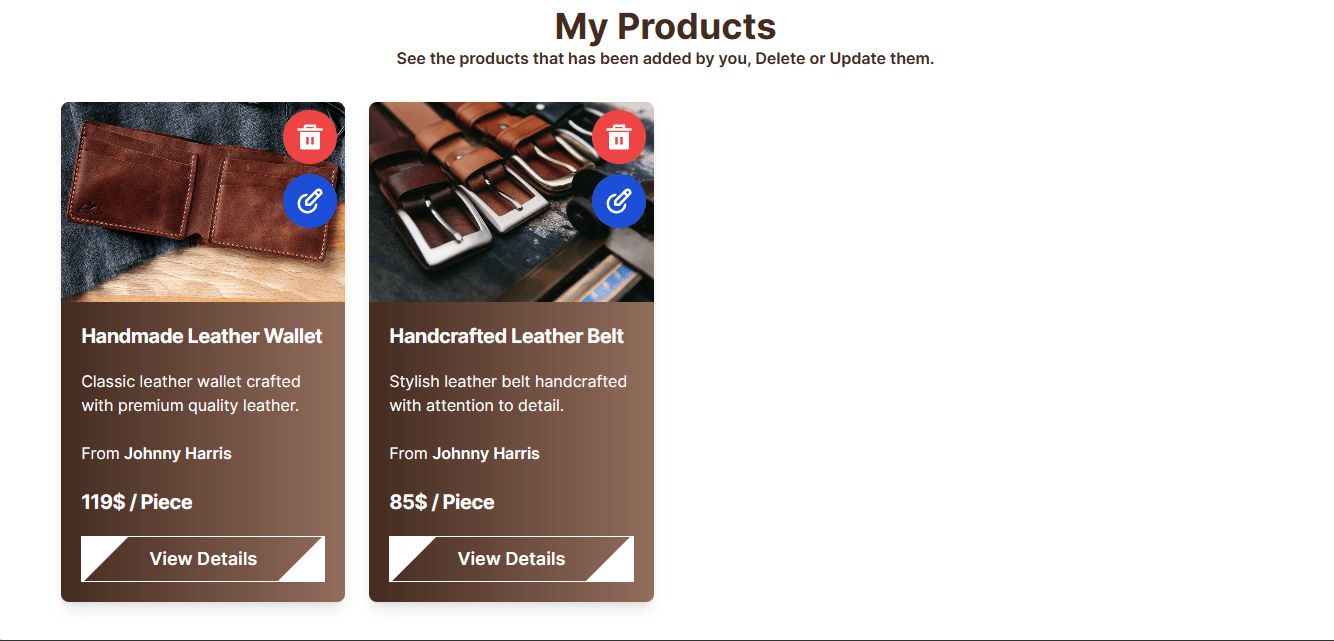 My Products
See the products that has been added by you, Delete or Update them.
Handmade Leather Wallet
Classic leather wallet crafted
with premium quality leather.
From Johnny Harris
119$ / Piece
View Details
Handcrafted Leather Belt
Stylish leather belt handcrafted
with attention to detail.
From Johnny Harris
85$ / Piece
View Details